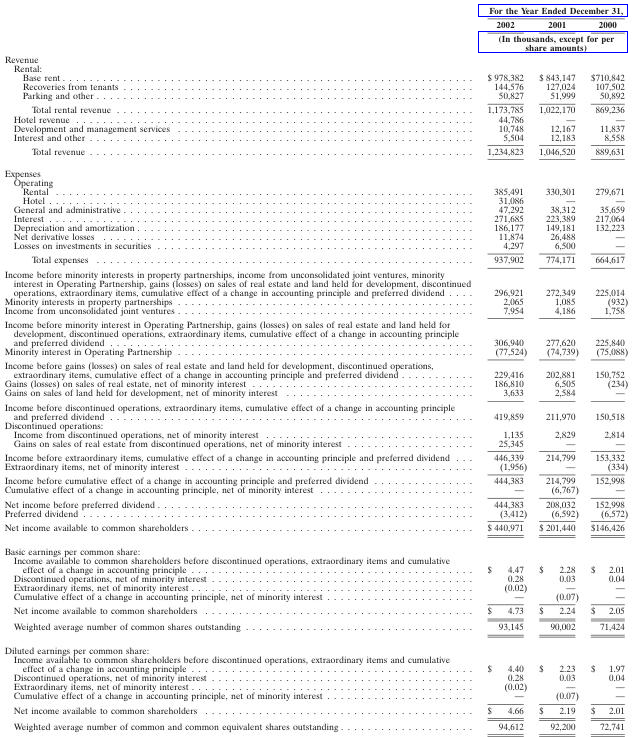 For the Year Ended December 31,
2002 2001 2000
(In thousands, except for per
share amounts)
Revenue
Rental:
Base rent $ 978,382 $ 843,147 $710,842
Recoveries from tenants 144,576 127,024 107,502
Parking and other 50,827 51,999 50,892
Total rental revenue 1,173,785 1,022,170 869,236
Hotel revenue 44,786 — —
Development and management services 10,748 12,167 11,837
Interest and other 5,504 12,183 8,558
Total revenue 1,234,823 1,046,520 889,631
Expenses
Operating
Rental 385,491 330,301 279,671
Hotel 31,086 — —
General and administrative 47,292 38,312 35,659
Interest 271,685 223,389 217,064
Depreciation and amortization 186,177 149,181 132,223
Net derivative losses 11,874 26,488 —
Losses on investments in securities 4,297 6,500 —
Total expenses 937,902 774,171 664,617
Income before minority interests in property partnerships, income from unconsolidated joint ventures, minority
interest in Operating Partnership, gains (losses) on sales of real estate and land held for development, discontinued
operations, extraordinary items, cumulative effect of a change in accounting principle and preferred dividend 296,921 272,349 225,014
Minority interests in property partnerships 2,065 1,085 (932)
Income from unconsolidated joint ventures 7,954 4,186 1,758
Income before minority interest in Operating Partnership, gains (losses) on sales of real estate and land held for
development, discontinued operations, extraordinary items, cumulative effect of a change in accounting principle
and preferred dividend 306,940 277,620 225,840
Minority interest in Operating Partnership (77,524) (74,739) (75,088)
Income before gains (losses) on sales of real estate and land held for development, discontinued operations,
extraordinary items, cumulative effect of a change in accounting principle and preferred dividend 229,416 202,881 150,752
Gains (losses) on sales of real estate, net of minority interest 186,810 6,505 (234)
Gains on sales of land held for development, net of minority interest 3,633 2,584 —
Income before discontinued operations, extraordinary items, cumulative effect of a change in accounting principle
and preferred dividend 419,859 211,970 150,518
Discontinued operations:
Income from discontinued operations, net of minority interest 1,135 2,829 2,814
Gains on sales of real estate from discontinued operations, net of minority interest 25,345 — —
Income before extraordinary items, cumulative effect of a change in accounting principle and preferred dividend 446,339 214,799 153,332
Extraordinary items, net of minority interest (1,956) — (334)
Income before cumulative effect of a change in accounting principle and preferred dividend 444,383 214,799 152,998
Cumulative effect of a change in accounting principle, net of minority interest — (6,767) —
Net income before preferred dividend 444,383 208,032 152,998
Preferred dividend (3,412) (6,592) (6,572)
Net income available to common shareholders $ 440,971 $ 201,440 $146,426
Basic earnings per common share:
Income available to common shareholders before discontinued operations, extraordinary items and cumulative
effect of a change in accounting principle $ 4.47 $ 2.28 $ 2.01
Discontinued operations, net of minority interest 0.28 0.03 0.04
Extraordinary items, net of minority interest (0.02) — —
Cumulative effect of a change in accounting principle, net of minority interest — (0.07) —
Net income available to common shareholders $ 4.73 $ 2.24 $ 2.05
Weighted average number of common shares outstanding 93,145 90,002 71,424
Diluted earnings per common share:
Income available to common shareholders before discontinued operations, extraordinary items and cumulative
effect of a change in accounting principle $ 4.40 $ 2.23 $ 1.97
Discontinued operations, net of minority interest 0.28 0.03 0.04
Extraordinary items, net of minority interest (0.02) — —
Cumulative effect of a change in accounting principle, net of minority interest — (0.07) —
Net income available to common shareholders $ 4.66 $ 2.19 $ 2.01
Weighted average number of common and common equivalent shares outstanding 94,612 92,200 72,741